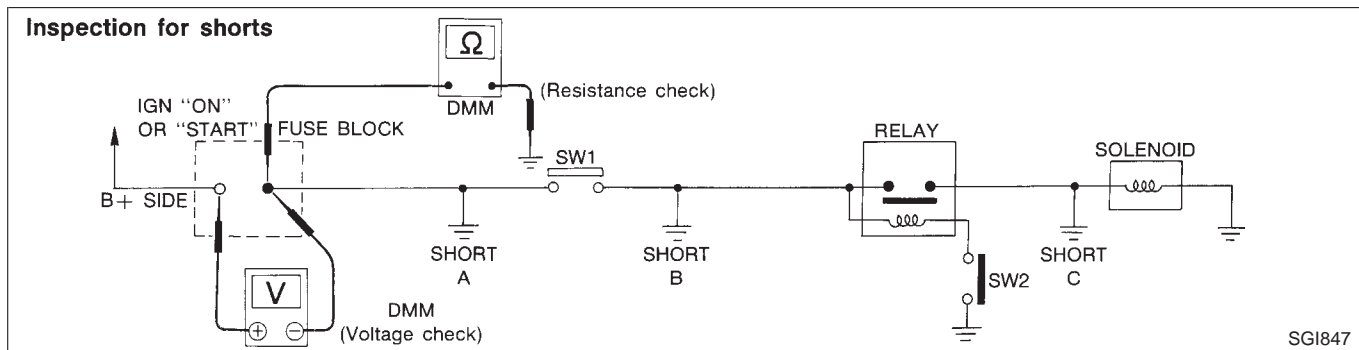 Inspection for shorts
Ω
DMM
(Resistance check)
IGN "ON"
OR "START"
FUSE BLOCK
B+ SIDE
SW1
RELAY
SOLENOID
SHORT
A
SHORT
B
SHORT
C
SW2
V
+ −
DMM
(Voltage check)
SGI847